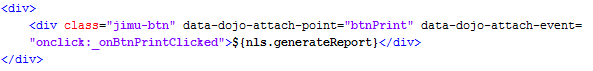 <div>
<div class="jimu-btn" data-dojo-attach-point="btnPrint" data-dojo-attach-event=
"onclick:_onBtnPrintClicked">${nls.generateReport}</div>
</div>